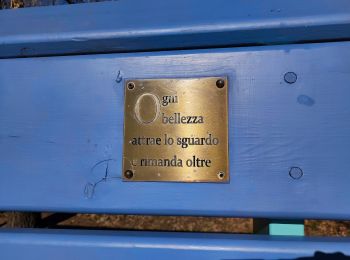 Ogni
bellezza
attrae lo sguardo
e rimanda oltre